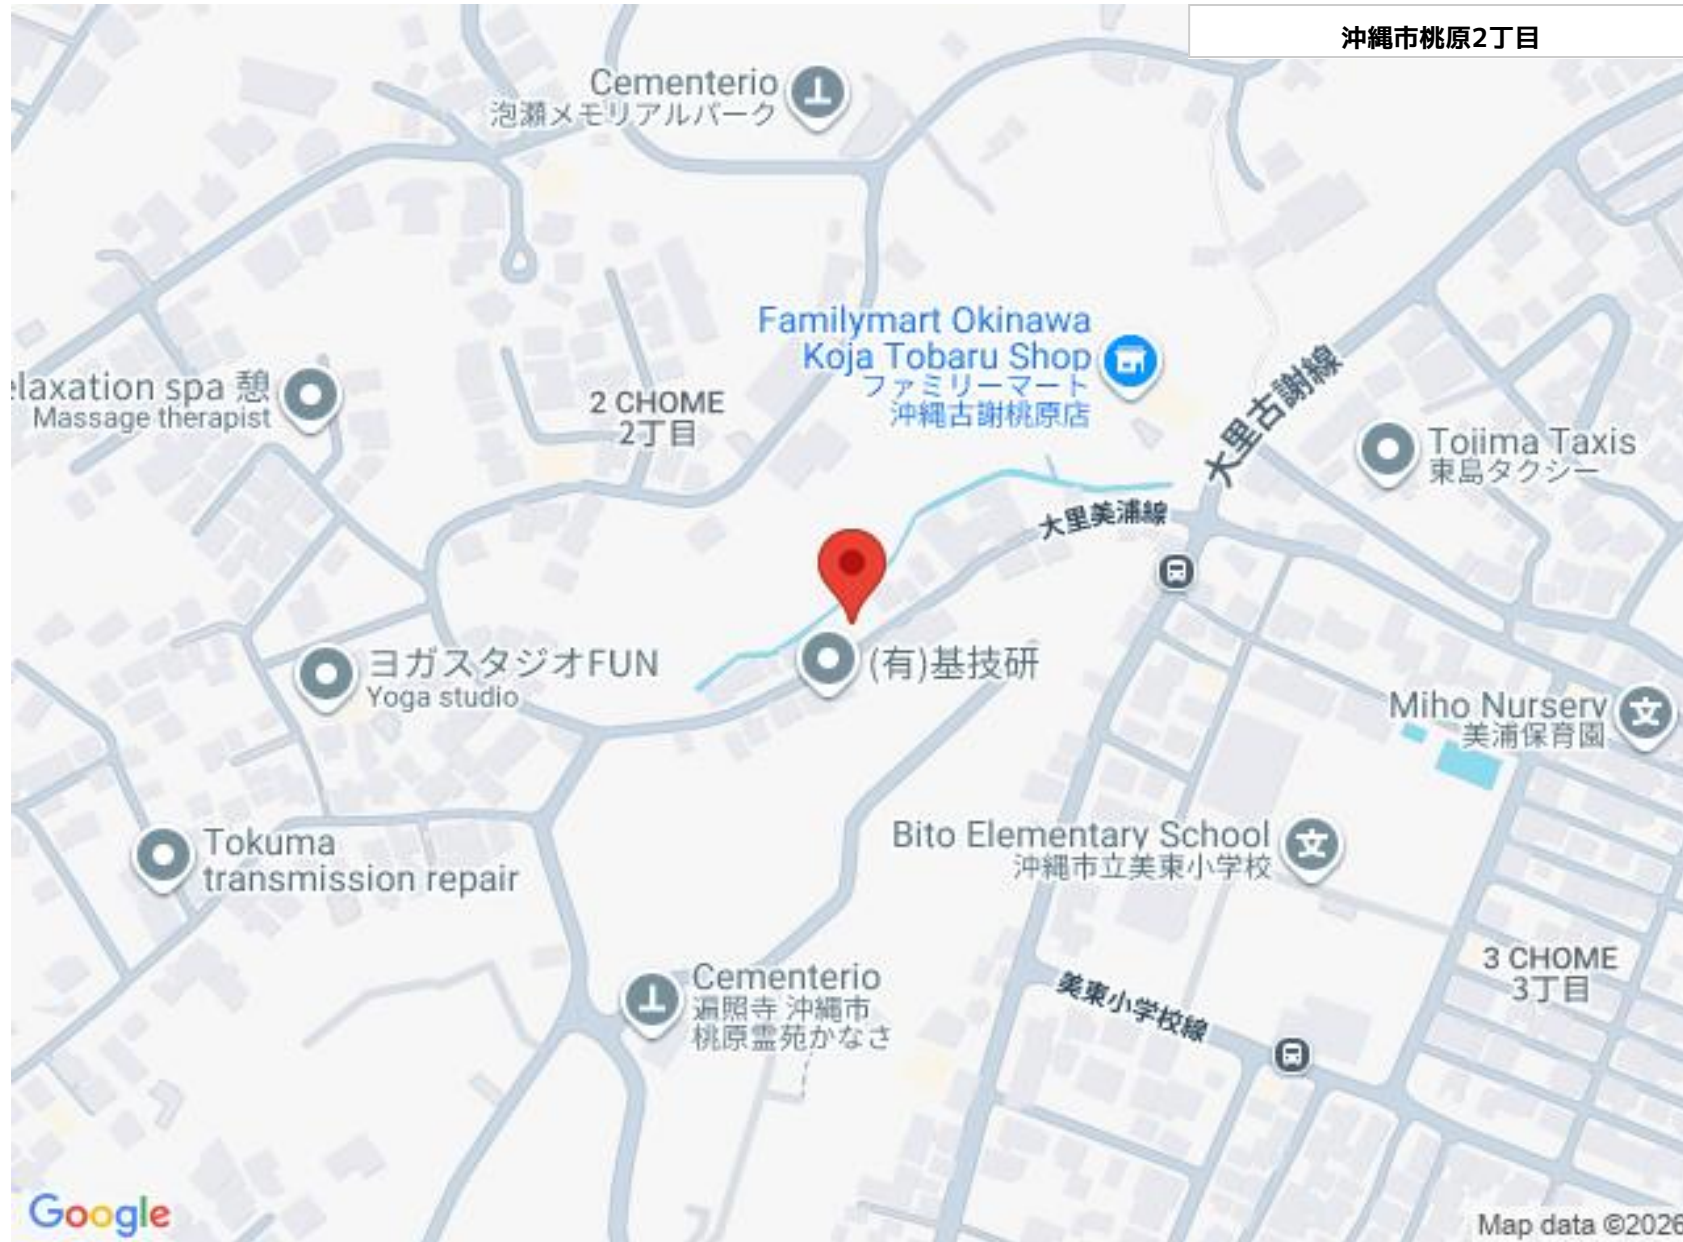 沖縄市桃原2丁目
Cementerio
泡瀬メモリアルパーク
Familymart Okinawa
Koja Tobaru Shop
ファミリーマート
沖縄古謝桃原店
大里古謝線
elaxation spa 憩
Massage therapist
2 CHOME
2丁目
Tojima Taxis
東島タクシー
大里美浦線
ヨガスタジオFUN
Yoga studio
(有)基技研
Miho Nursery
美浦保育園
Tokuma
transmission repair
Bito Elementary School
沖縄市立美東小学校
Cementerio
遍照寺 沖縄市
桃原霊苑かなさ
美東小学校線
3 CHOME
3丁目
Google
Map data ©2026